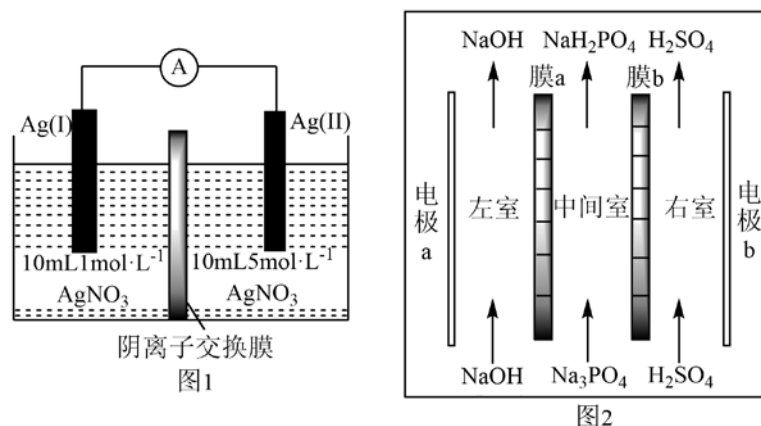 A
Ag(I)
Ag(II)
10mL1mol·L⁻¹
AgNO₃
10mL5mol·L⁻¹
AgNO₃
阴离子交换膜
图1
NaOH
NaH₂PO₄
H₂SO₄
膜a
膜b
电极a
左室
中间室
右室
电极b
NaOH
Na₃PO₄
H₂SO₄
图2